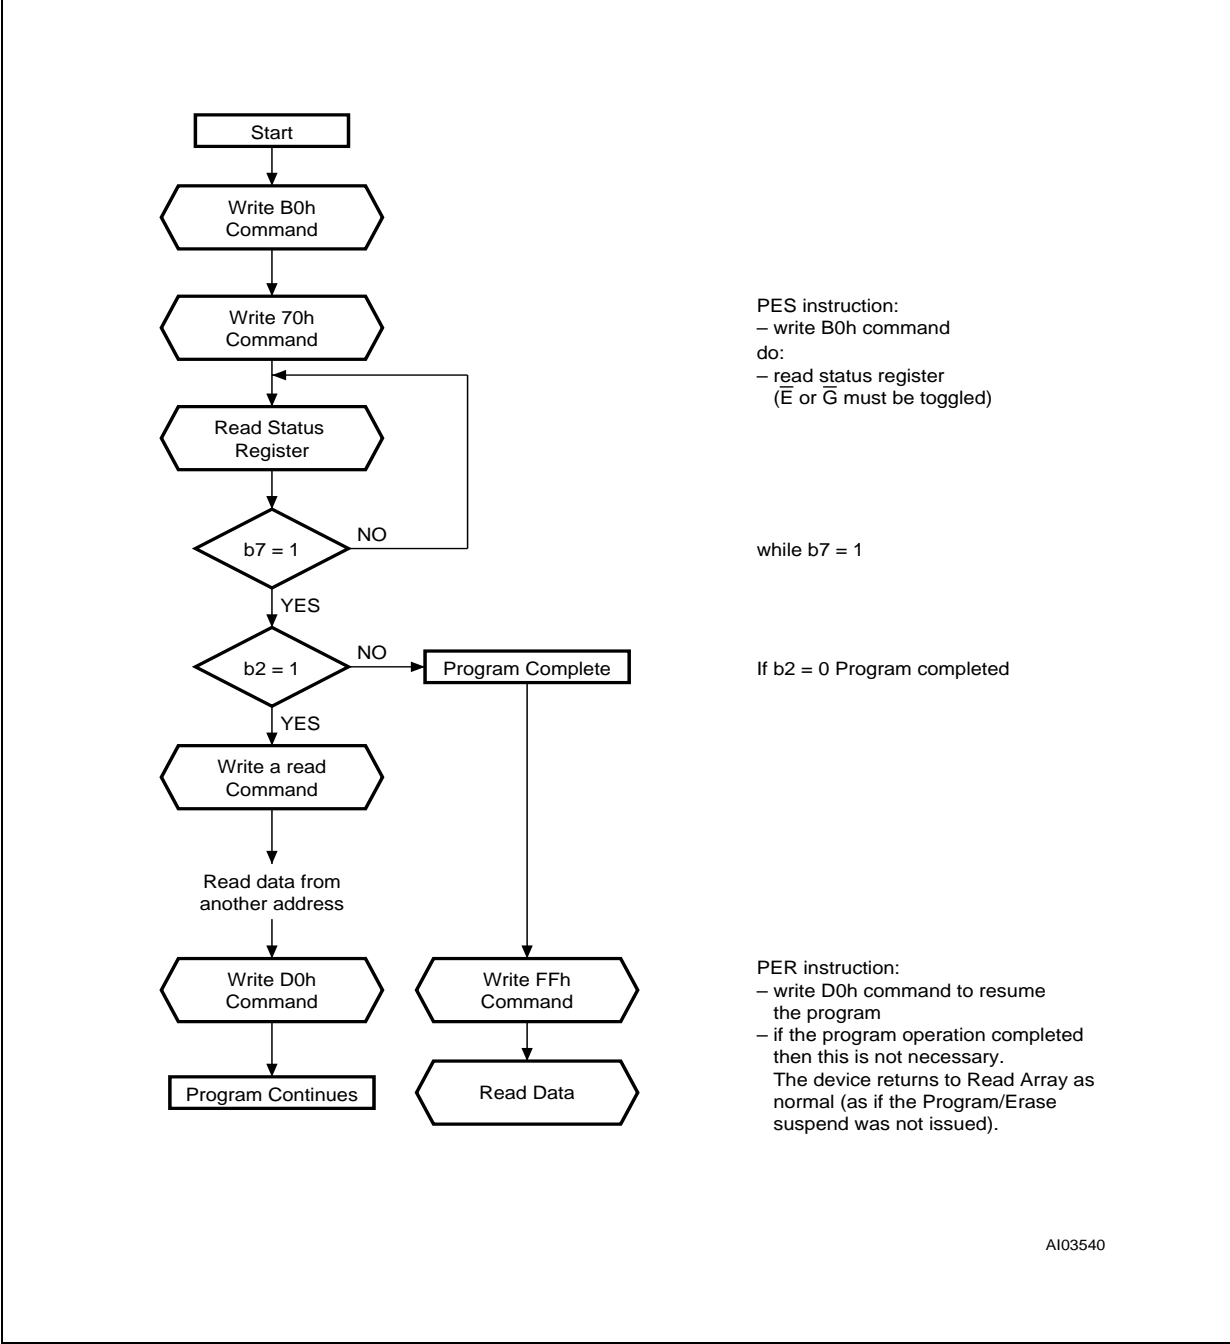 Start
Write B0h
Command
Write 70h
Command
PES instruction:
– write B0h command
do:
– read status register
(E̅ or G̅ must be toggled)
Read Status
Register
NO
b7 = 1
while b7 = 1
YES
NO
b2 = 1
Program Complete
If b2 = 0 Program completed
YES
Write a read
Command
Read data from
another address
Write D0h
Command
Write FFh
Command
PER instruction:
– write D0h command to resume
the program
– if the program operation completed
then this is not necessary.
The device returns to Read Array as
normal (as if the Program/Erase
suspend was not issued).
Program Continues
Read Data
AI03540